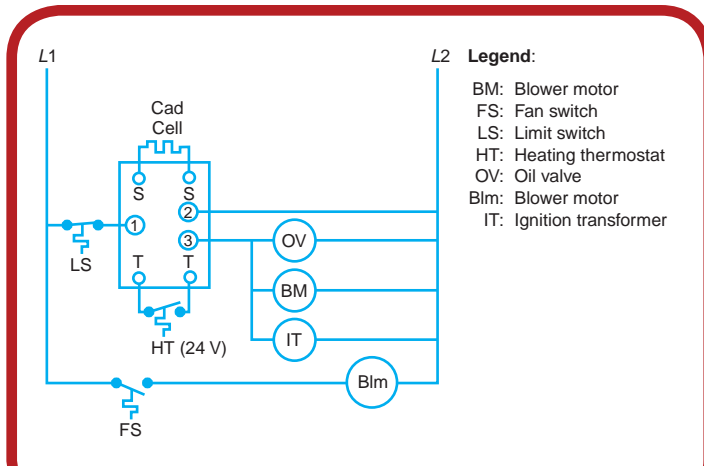 L1
L2
Legend:
BM: Blower motor
FS: Fan switch
LS: Limit switch
HT: Heating thermostat
OV: Oil valve
Blm: Blower motor
IT: Ignition transformer
Cad
Cell
S
S
2
1
3
LS
T
T
OV
BM
HT (24 V)
IT
Blm
FS